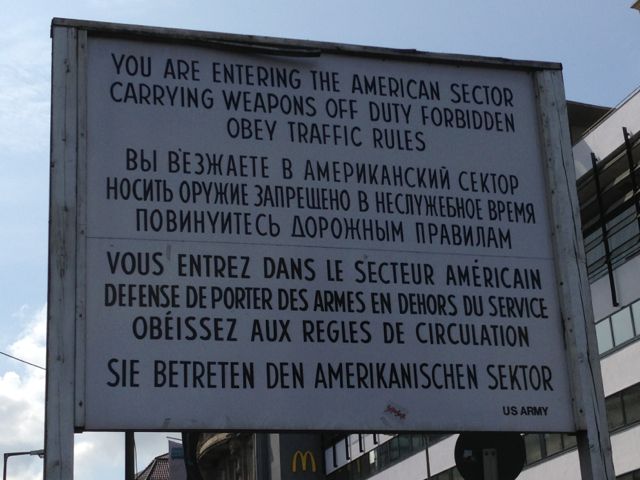 YOU ARE ENTERING THE AMERICAN SECTOR
CARRYING WEAPONS OFF DUTY FORBIDDEN
OBEY TRAFFIC RULES
ВЫ В'ЕЗЖАЕТЕ В АМЕРИКАНСКИЙ СЕКТОР
НОСИТЬ ОРУЖИЕ ЗАПРЕЩЕНО В НЕСЛУЖЕБНОЕ ВРЕМЯ
ПОВИНУИТЕСЬ ДОРОЖНЫМ ПРАВИЛАМ
VOUS ENTREZ DANS LE SECTEUR AMÉRICAIN
DEFENSE DE PORTER DES ARMES EN DEHORS DU SERVICE
OBÉISSEZ AUX REGLES DE CIRCULATION
SIE BETRETEN DEN AMERIKANISCHEN SEKTOR
US ARMY